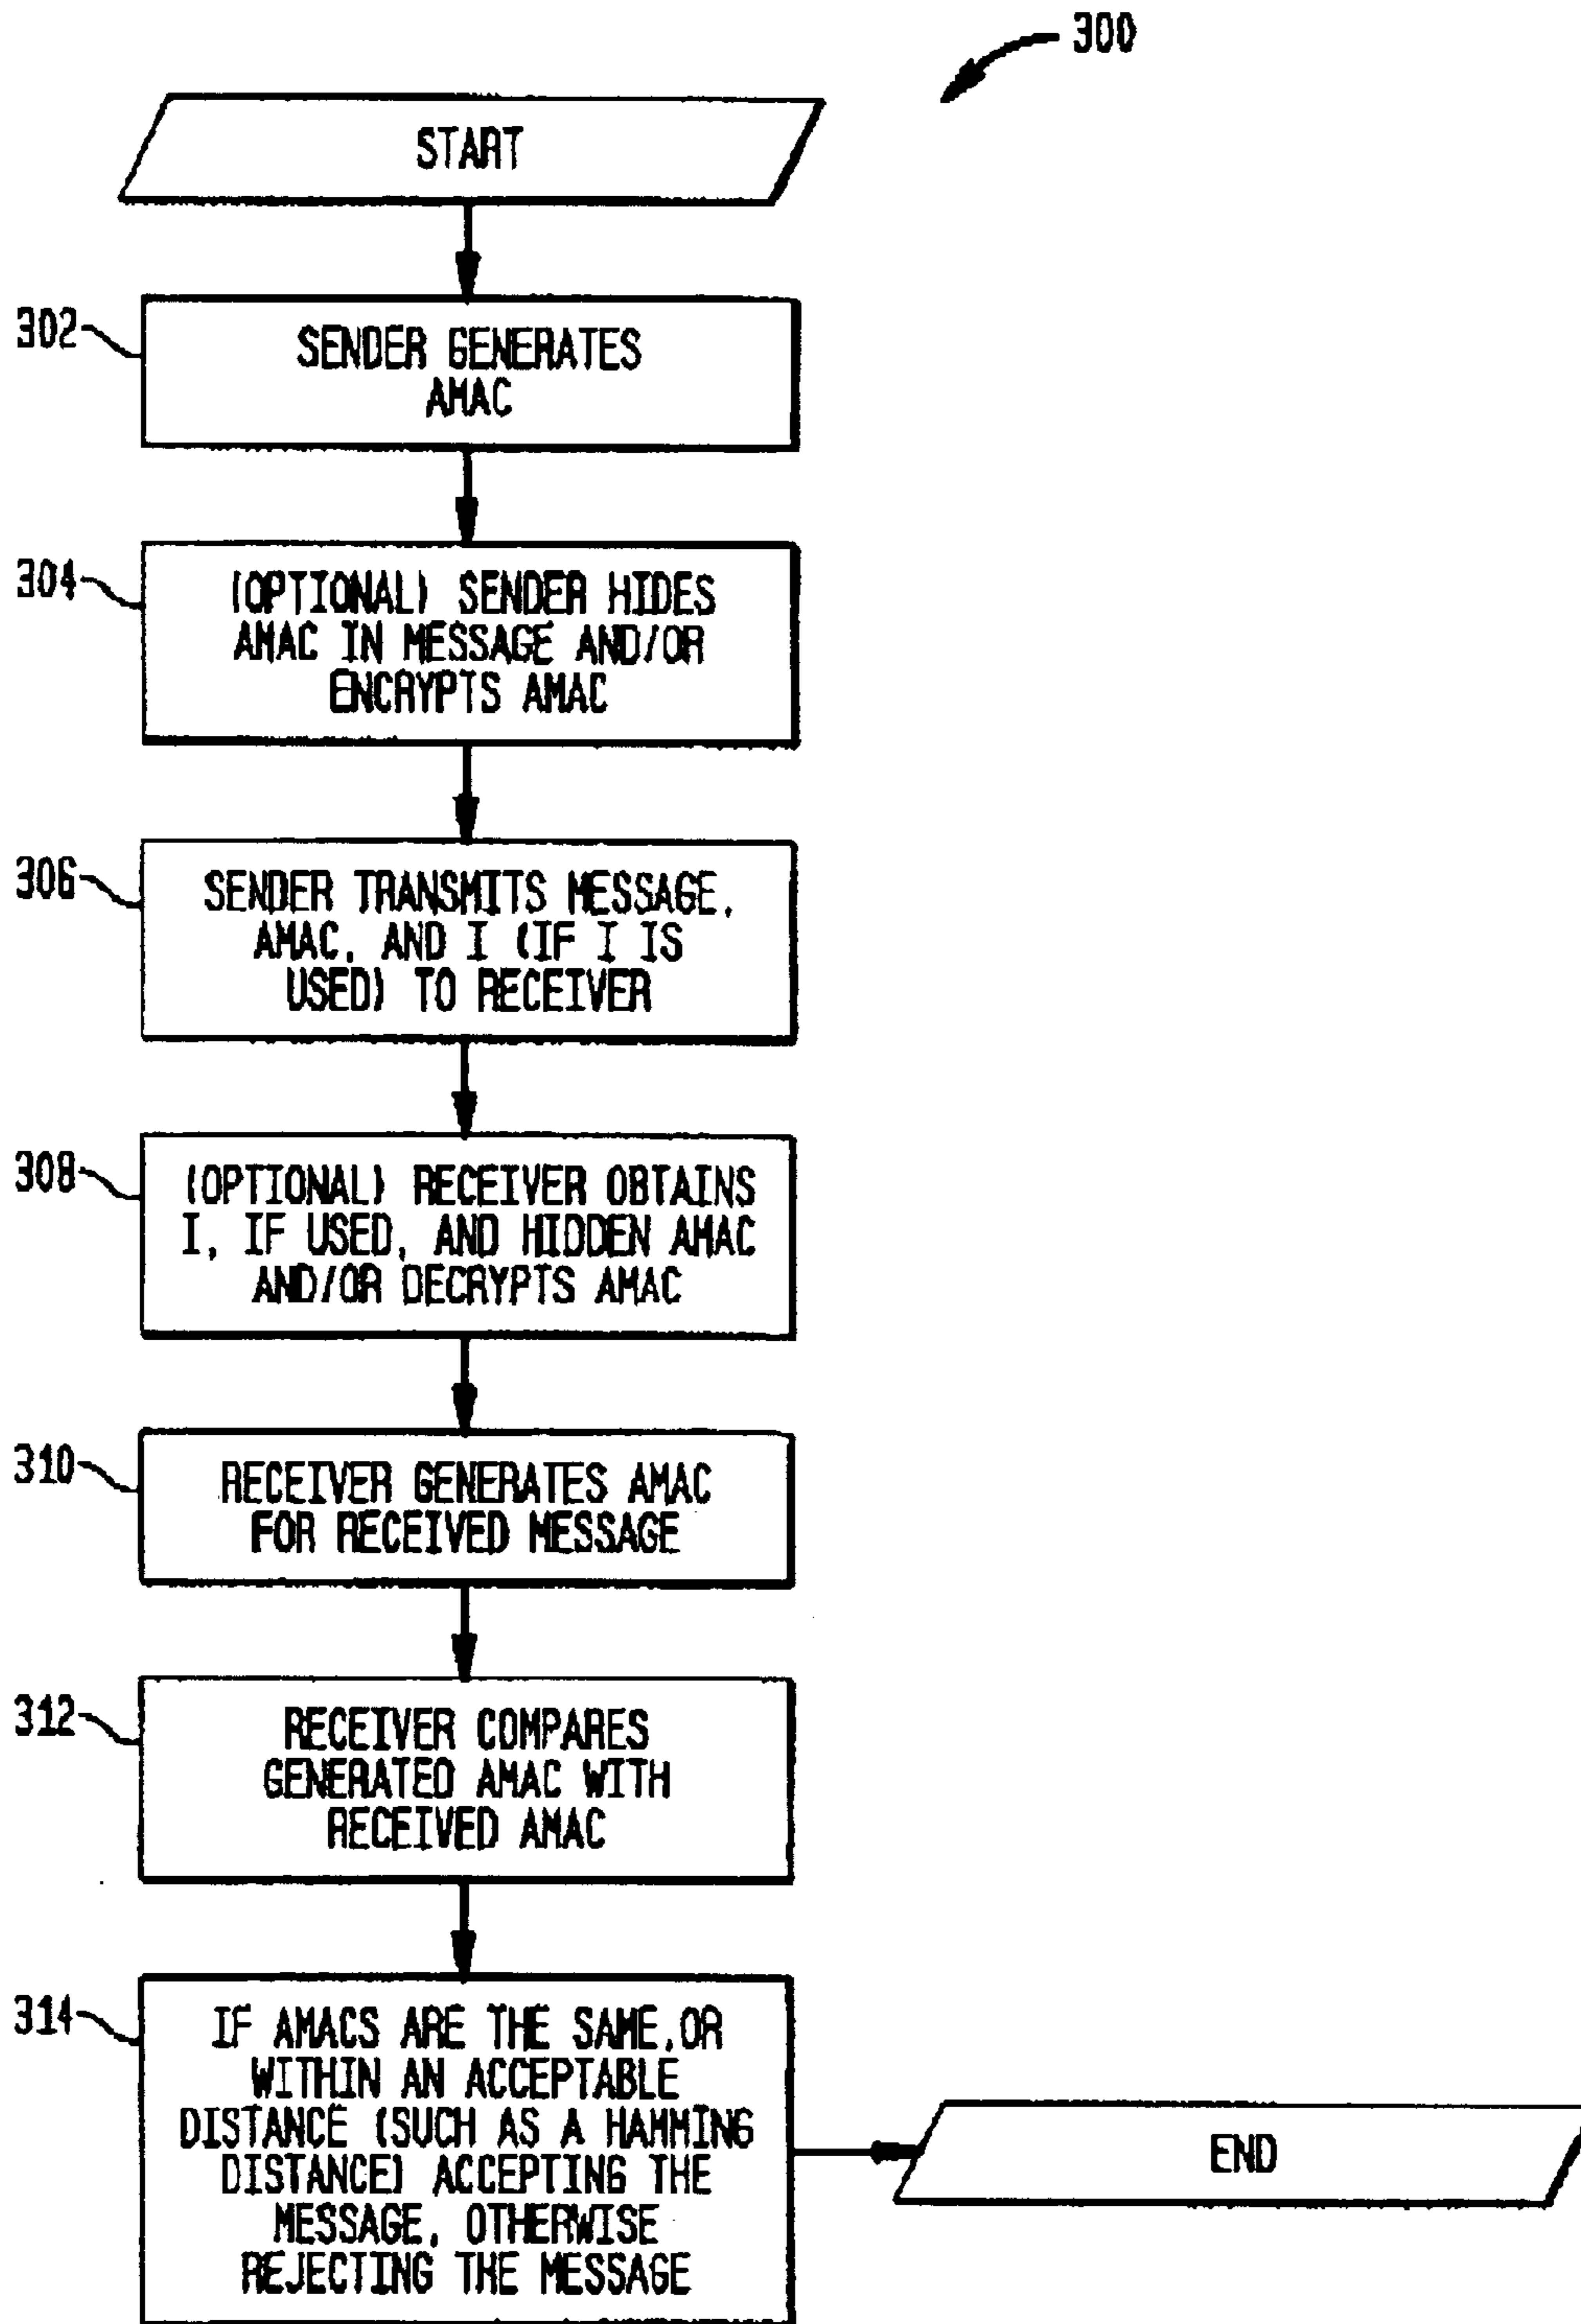 300
START
302
SENDER GENERATES
AMAC
304
(OPTIONAL) SENDER HIDES
AMAC IN MESSAGE AND/OR
ENCRYPTS AMAC
306
SENDER TRANSMITS MESSAGE,
AMAC, AND I (IF I IS
USED) TO RECEIVER
308
(OPTIONAL) RECEIVER OBTAINS
I, IF USED, AND HIDDEN AMAC
AND/OR DECRYPTS AMAC
310
RECEIVER GENERATES AMAC
FOR RECEIVED MESSAGE
312
RECEIVER COMPARES
GENERATED AMAC WITH
RECEIVED AMAC
314
IF AMACS ARE THE SAME, OR
WITHIN AN ACCEPTABLE
DISTANCE (SUCH AS A HAMMING
DISTANCE) ACCEPTING THE
MESSAGE, OTHERWISE
REJECTING THE MESSAGE
END